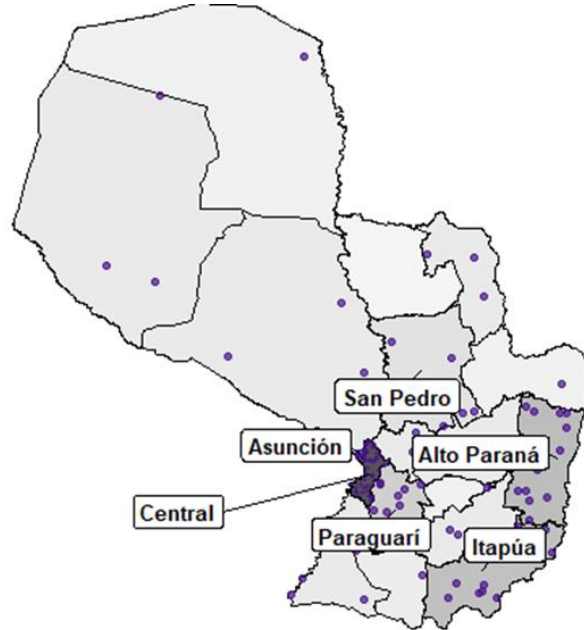 San Pedro
Asunción
Alto Paraná
Central
Paraguarí
Itapúa